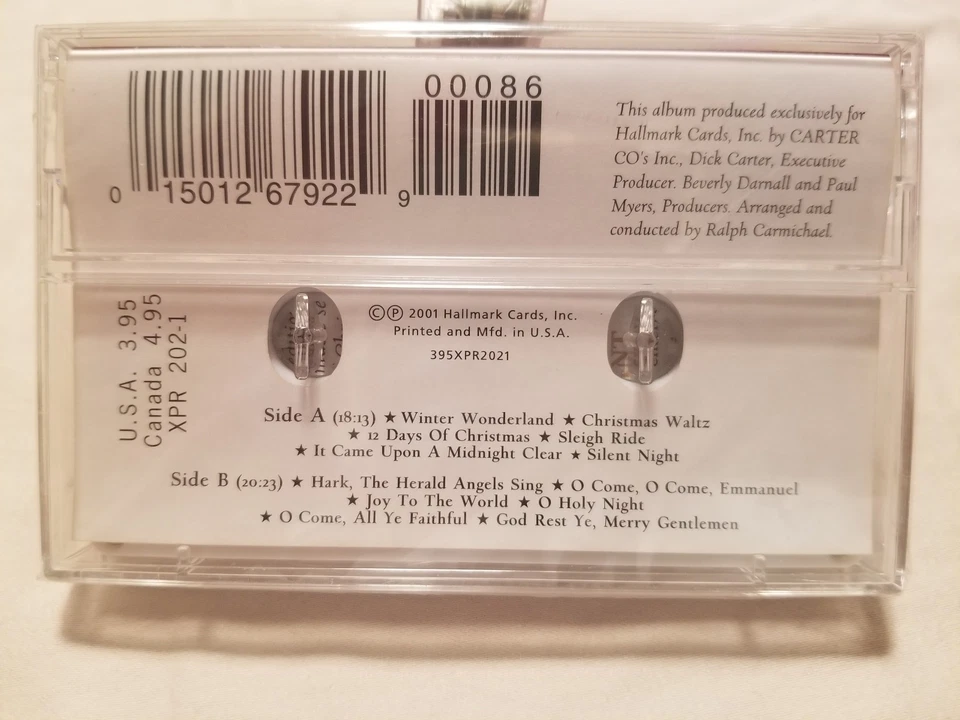 00086
0 15012 67922 9
This album produced exclusively for
Hallmark Cards, Inc. by CARTER
CO's Inc., Dick Carter, Executive
Producer. Beverly Darnall and Paul
Myers, Producers. Arranged and
conducted by Ralph Carmichael.
U.S.A. 3.95
Canada 4.95
XPR 202-1
©℗ 2001 Hallmark Cards, Inc.
Printed and Mfd. in U.S.A.
395XPR2021
Side A (18:13) ★ Winter Wonderland ★ Christmas Waltz
★ 12 Days Of Christmas ★ Sleigh Ride
★ It Came Upon A Midnight Clear ★ Silent Night
Side B (20:23) ★ Hark, The Herald Angels Sing ★ O Come, O Come, Emmanuel
★ Joy To The World ★ O Holy Night
★ O Come, All Ye Faithful ★ God Rest Ye, Merry Gentlemen